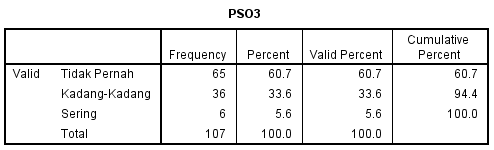 PSO3
Frequency Percent Valid Percent Cumulative Percent
Valid Tidak Pernah 65 60.7 60.7 60.7
Kadang-Kadang 36 33.6 33.6 94.4
Sering 6 5.6 5.6 100.0
Total 107 100.0 100.0